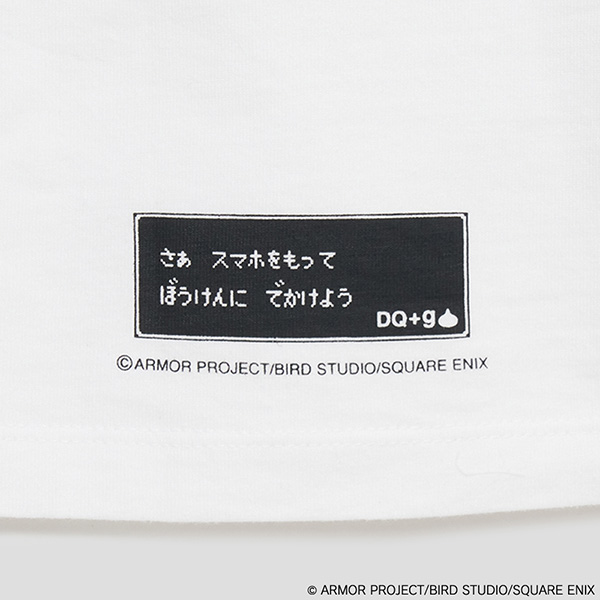 さあ スマホをもって
ぼうけんに でかけよう
DQ+g
©ARMOR PROJECT/BIRD STUDIO/SQUARE ENIX
© ARMOR PROJECT/BIRD STUDIO/SQUARE ENIX